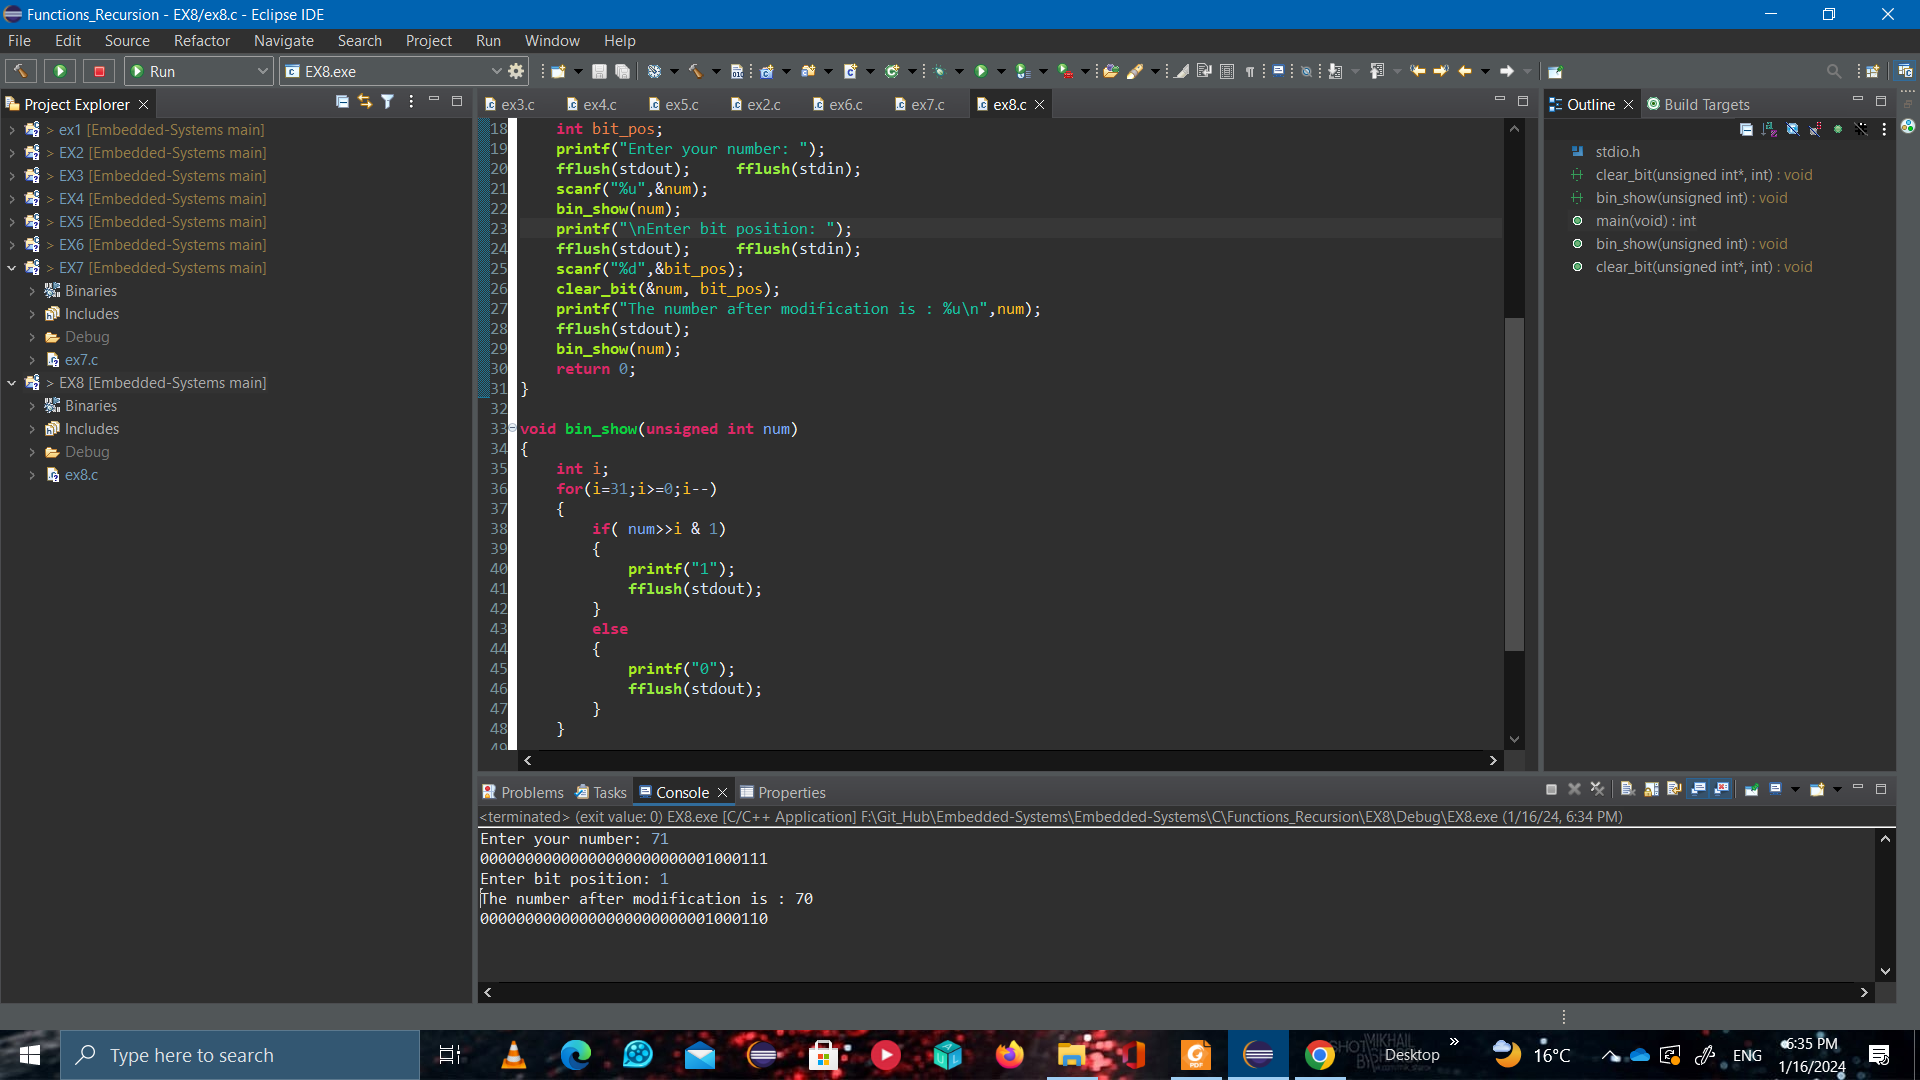 Functions_Recursion - EX8/ex8.c - Eclipse IDE
File Edit Source Refactor Navigate Search Project Run Window Help
Run EX8.exe
Project Explorer
> ex1 [Embedded-Systems main]
> EX2 [Embedded-Systems main]
> EX3 [Embedded-Systems main]
> EX4 [Embedded-Systems main]
> EX5 [Embedded-Systems main]
> EX6 [Embedded-Systems main]
> EX7 [Embedded-Systems main]
Binaries
Includes
Debug
ex7.c
> EX8 [Embedded-Systems main]
Binaries
Includes
Debug
ex8.c
ex3.c ex4.c ex5.c ex2.c ex6.c ex7.c ex8.c
18 int bit_pos;
19 printf("Enter your number: ");
20 fflush(stdout); fflush(stdin);
21 scanf("%u",&num);
22 bin_show(num);
23 printf("\nEnter bit position: ");
24 fflush(stdout); fflush(stdin);
25 scanf("%d",&bit_pos);
26 clear_bit(&num, bit_pos);
27 printf("The number after modification is : %u\n",num);
28 fflush(stdout);
29 bin_show(num);
30 return 0;
31 }
32
33 void bin_show(unsigned int num)
34 {
35 int i;
36 for(i=31;i>=0;i--)
37 {
38 if( num>>i & 1)
39 {
40 printf("1");
41 fflush(stdout);
42 }
43 else
44 {
45 printf("0");
46 fflush(stdout);
47 }
48 }
49
Outline Build Targets
stdio.h
clear_bit(unsigned int*, int) : void
bin_show(unsigned int) : void
main(void) : int
bin_show(unsigned int) : void
clear_bit(unsigned int*, int) : void
Problems Tasks Console Properties
<terminated> (exit value: 0) EX8.exe [C/C++ Application] F:\Git_Hub\Embedded-Systems\Embedded-Systems\C\Functions_Recursion\EX8\Debug\EX8.exe (1/16/24, 6:34 PM)
Enter your number: 71
00000000000000000000000001000111
Enter bit position: 1
The number after modification is : 70
00000000000000000000000001000110
Type here to search
Desktop
16°C
ENG
6:35 PM
1/16/2024